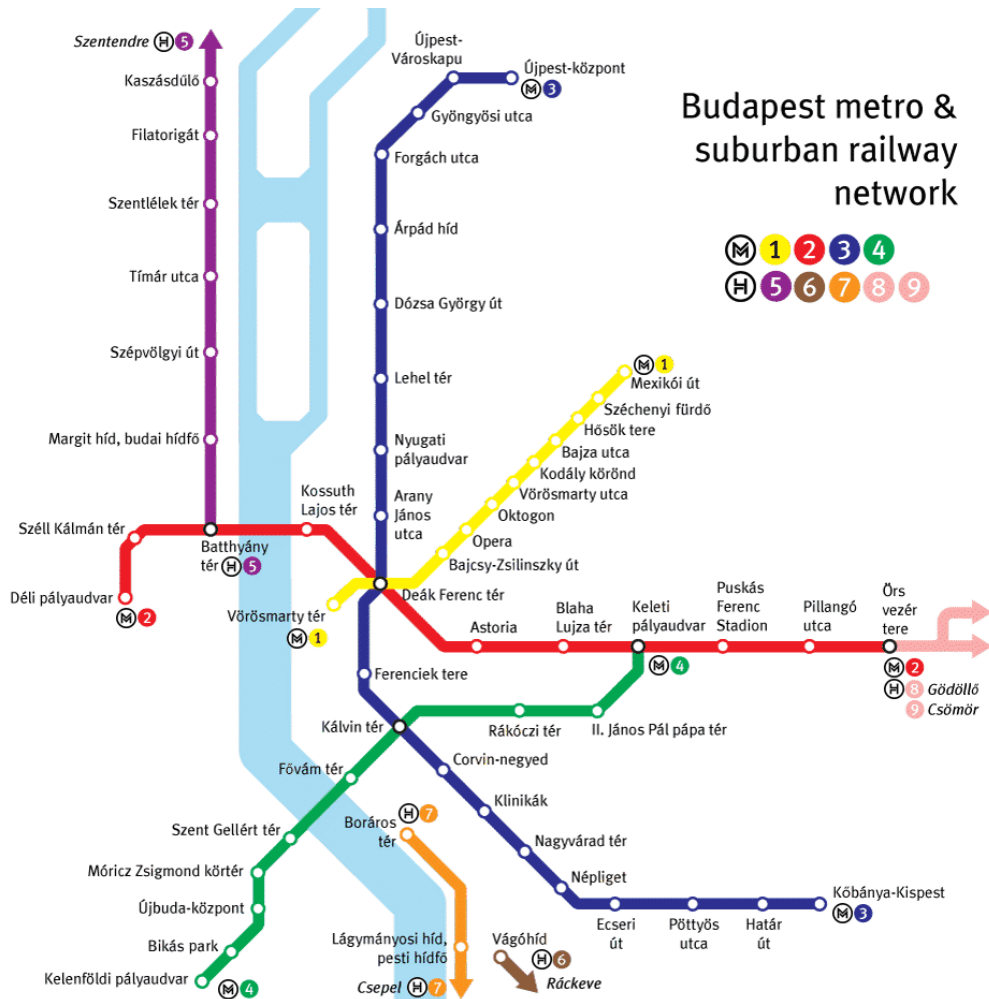 Szentendre H 5
Kaszásdűlő
Filatorigát
Szentlélek tér
Tímár utca
Szépvölgyi út
Margit híd, budai hídfő
Újpest-
Városkapu
Újpest-központ
M 3
Gyöngyösi utca
Forgách utca
Árpád híd
Dózsa György út
Lehel tér
Nyugati
pályaudvar
Arany
János
utca
Budapest metro &
suburban railway
network
M 1 2 3 4
H 5 6 7 8 9
M 1
Mexikói út
Széchenyi fürdő
Hősök tere
Bajza utca
Kodály körönd
Vörösmarty utca
Oktogon
Opera
Bajcsy-Zsilinszky út
Kossuth
Lajos tér
Széll Kálmán tér
Batthyány
tér H 5
Déli pályaudvar
M 2
Vörösmarty tér
M 1
Deák Ferenc tér
Astoria
Blaha
Lujza tér
Keleti
pályaudvar
M 4
Puskás
Ferenc
Stadion
Pillangó
utca
Örs
vezér
tere
M 2
H 8 Gödöllő
9 Csömör
Ferenciek tere
Kálvin tér
Rákóczi tér
II. János Pál pápa tér
Fővám tér
Corvin-negyed
Klinikák
Nagyvárad tér
Népliget
Ecseri
út
Pöttyös
utca
Határ
út
Kőbánya-Kispest
M 3
Szent Gellért tér
Móricz Zsigmond körtér
Újbuda-központ
Bikás park
Kelenföldi pályaudvar
M 4
H 7
Boráros
tér
Lágymányosi híd,
pesti hídfő
Csepel H 7
Vágóhíd H 6
Ráckeve